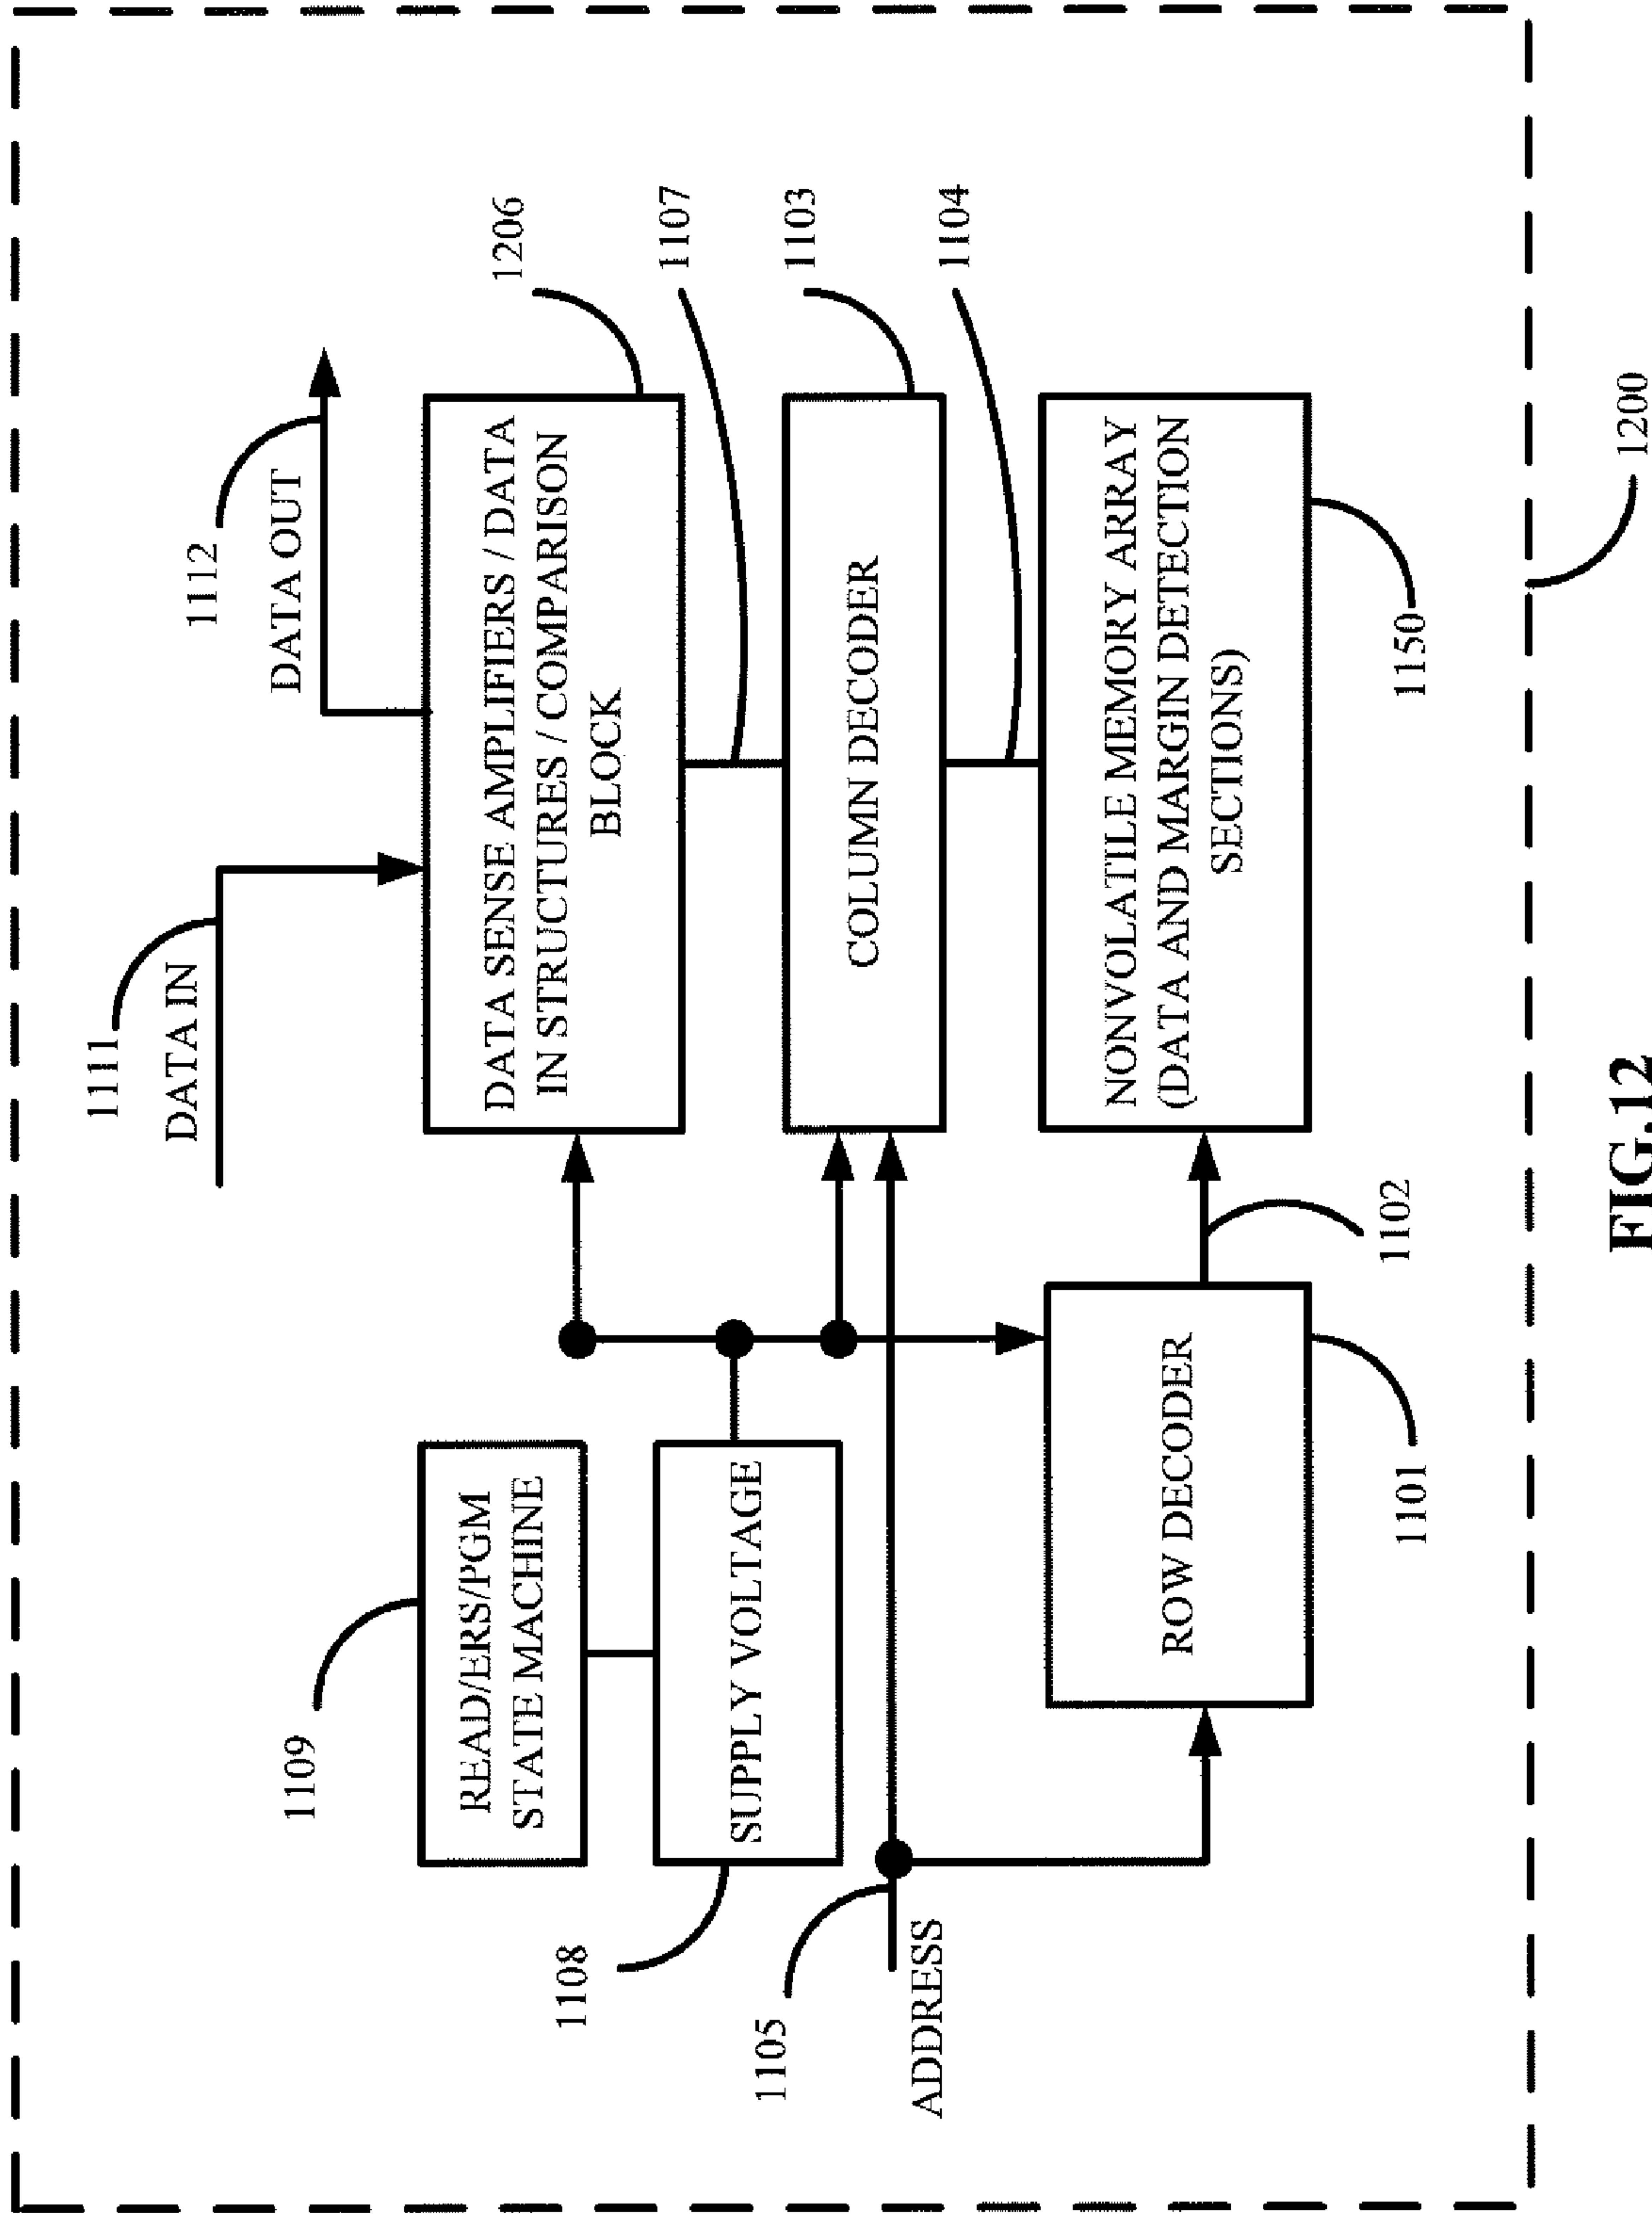 1111
DATA IN
1112
DATA OUT
1109
READ/ERS/PGM
STATE MACHINE
DATA SENSE AMPLIFIERS / DATA
IN STRUCTURES / COMPARISON
BLOCK
1206
1108
SUPPLY VOLTAGE
1107
1105
ADDRESS
COLUMN DECODER
1103
1104
ROW DECODER
1101
1102
NONVOLATILE MEMORY ARRAY
(DATA AND MARGIN DETECTION
SECTIONS)
1150
1200
FIG.12